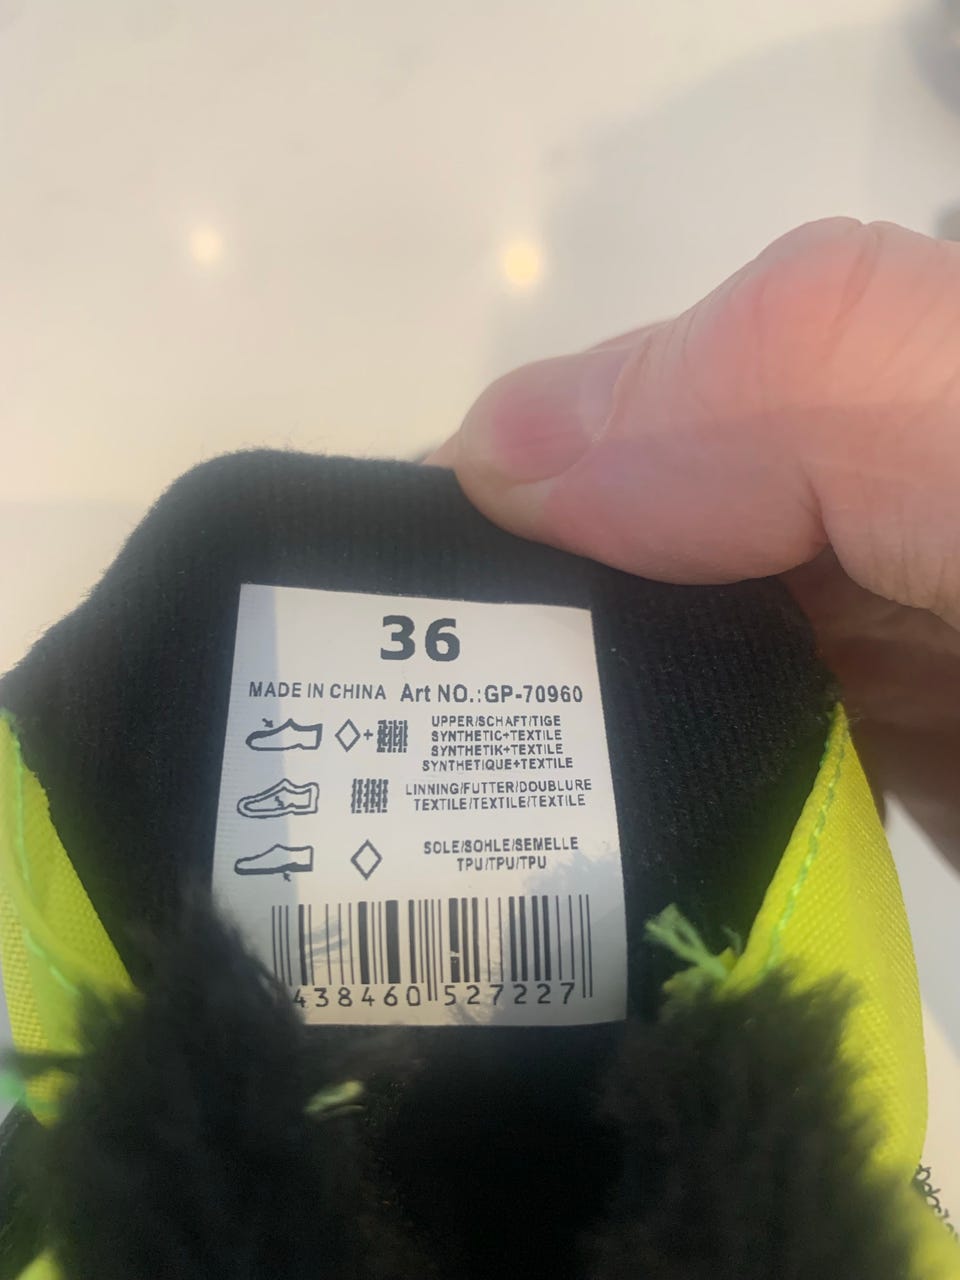 36
MADE IN CHINA Art NO.:GP-70960
UPPER/SCHAFT/TIGE
SYNTHETIC+TEXTILE
SYNTHETIK+TEXTILE
SYNTHETIQUE+TEXTILE
LINNING/FUTTER/DOUBLURE
TEXTILE/TEXTILE/TEXTILE
SOLE/SOHLE/SEMELLE
TPU/TPU/TPU
438460 527227